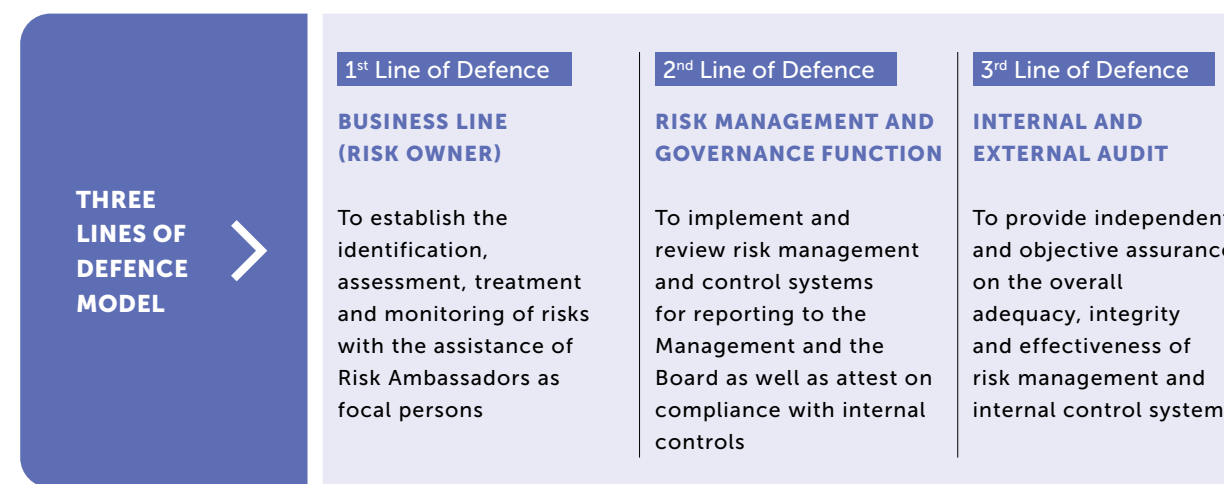 THREE
LINES OF
DEFENCE
MODEL
1st Line of Defence
BUSINESS LINE
(RISK OWNER)
To establish the
identification,
assessment, treatment
and monitoring of risks
with the assistance of
Risk Ambassadors as
focal persons
2nd Line of Defence
RISK MANAGEMENT AND
GOVERNANCE FUNCTION
To implement and
review risk management
and control systems
for reporting to the
Management and the
Board as well as attest on
compliance with internal
controls
3rd Line of Defence
INTERNAL AND
EXTERNAL AUDIT
To provide independent
and objective assurance
on the overall
adequacy, integrity
and effectiveness of
risk management and
internal control system